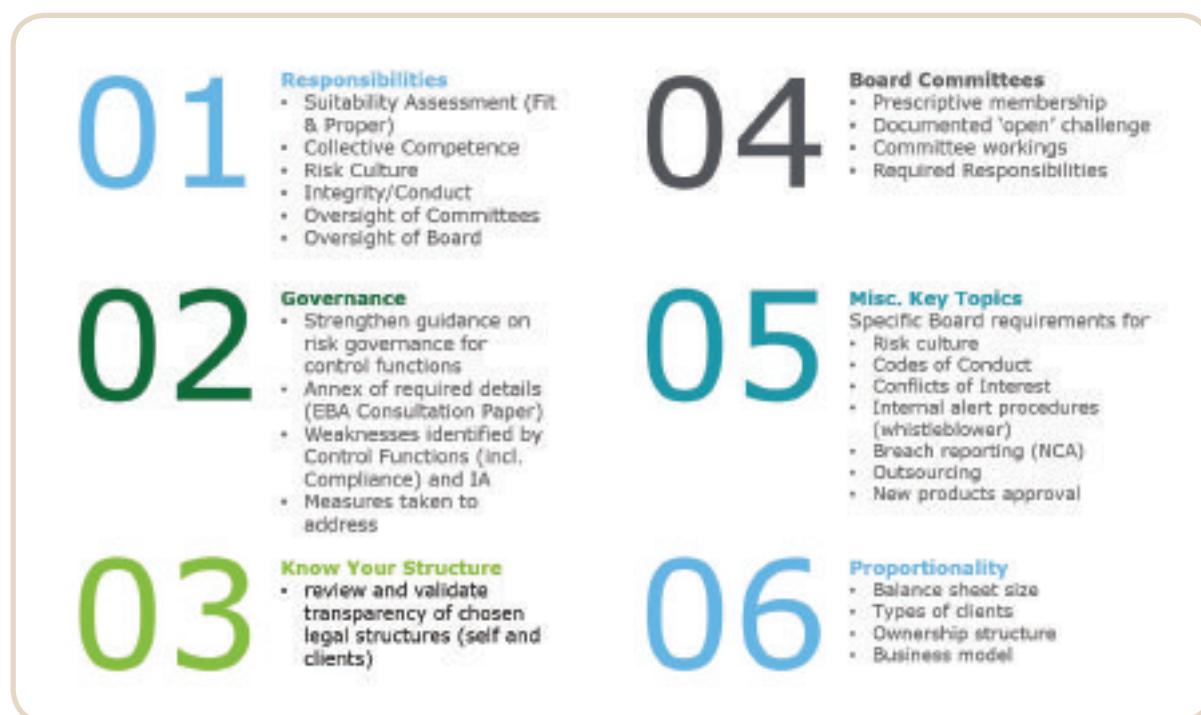 01
Responsibilities
• Suitability Assessment (Fit
& Proper)
• Collective Competence
• Risk Culture
• Integrity/Conduct
• Oversight of Committees
• Oversight of Board
02
Governance
• Strengthen guidance on
risk governance for
control functions
• Annex of required details
(EBA Consultation Paper)
• Weaknesses identified by
Control Functions (incl.
Compliance) and IA
• Measures taken to
address
03
Know Your Structure
• review and validate
transparency of chosen
legal structures (self and
clients)
04
Board Committees
• Prescriptive membership
• Documented 'open' challenge
• Committee workings
• Required Responsibilities
05
Misc. Key Topics
Specific Board requirements for
• Risk culture
• Codes of Conduct
• Conflicts of Interest
• Internal alert procedures
(whistleblower)
• Breach reporting (NCA)
• Outsourcing
• New products approval
06
Proportionality
• Balance sheet size
• Types of clients
• Ownership structure
• Business model